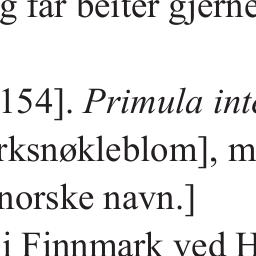 g får beiter gjerne
154]. Primula inte
rksnøkleblom], m
norske navn.]
i Finnmark ved H